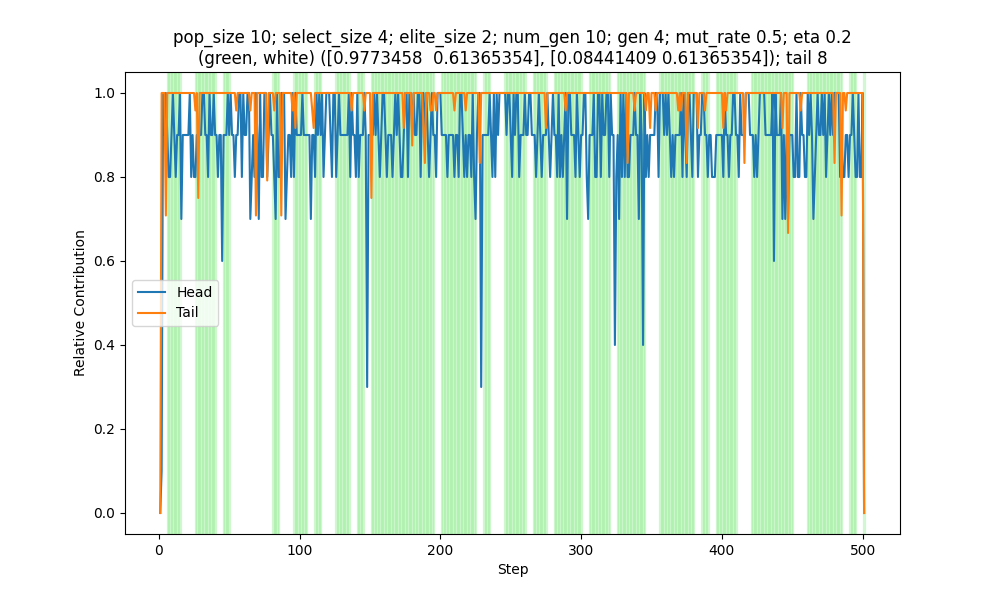 pop_size 10; select_size 4; elite_size 2; num_gen 10; gen 4; mut_rate 0.5; eta 0.2
(green, white) ([0.9773458  0.61365354], [0.08441409 0.61365354]); tail 8
1.0
0.8
0.6
0.4
0.2
0.0
Relative Contribution
Head
Tail
0
100
200
300
400
500
Step